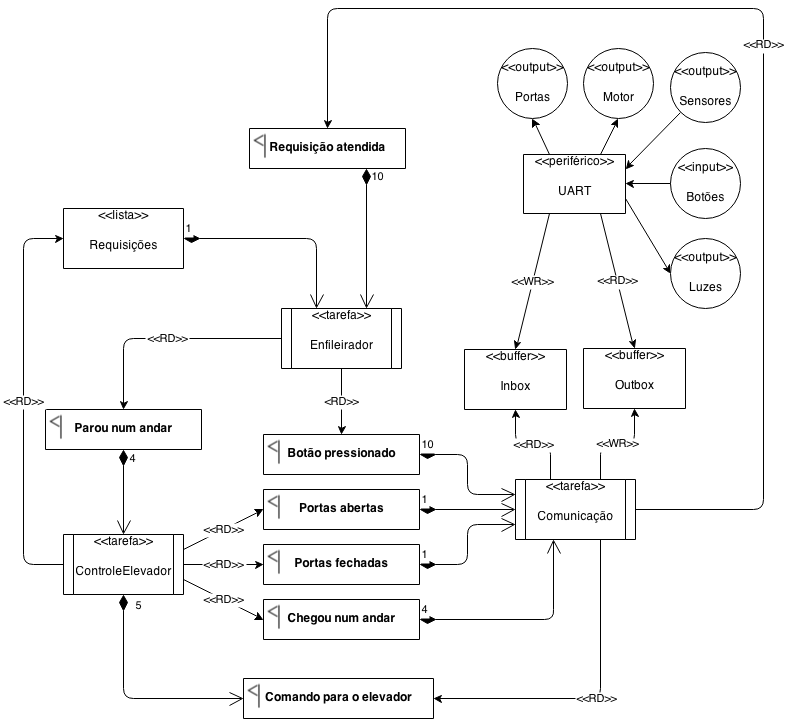 <<RD>>
<<output>>
Portas
<<output>>
Motor
<<output>>
Sensores
Requisição atendida
10
<<periférico>>
UART
<<input>>
Botões
<<lista>>
Requisições
1
<<output>>
Luzes
<<WR>>
<<RD>>
<<tarefa>>
Enfileirador
<<RD>>
<<buffer>>
Inbox
<<buffer>>
Outbox
<<RD>>
<<RD>>
Parou num andar
4
Botão pressionado
10
<<RD>>
<<WR>>
Portas abertas
1
<<tarefa>>
Comunicação
<<RD>>
<<tarefa>>
ControleElevador
<<RD>>
Portas fechadas
1
<<RD>>
5
Chegou num andar
4
Comando para o elevador
<<RD>>